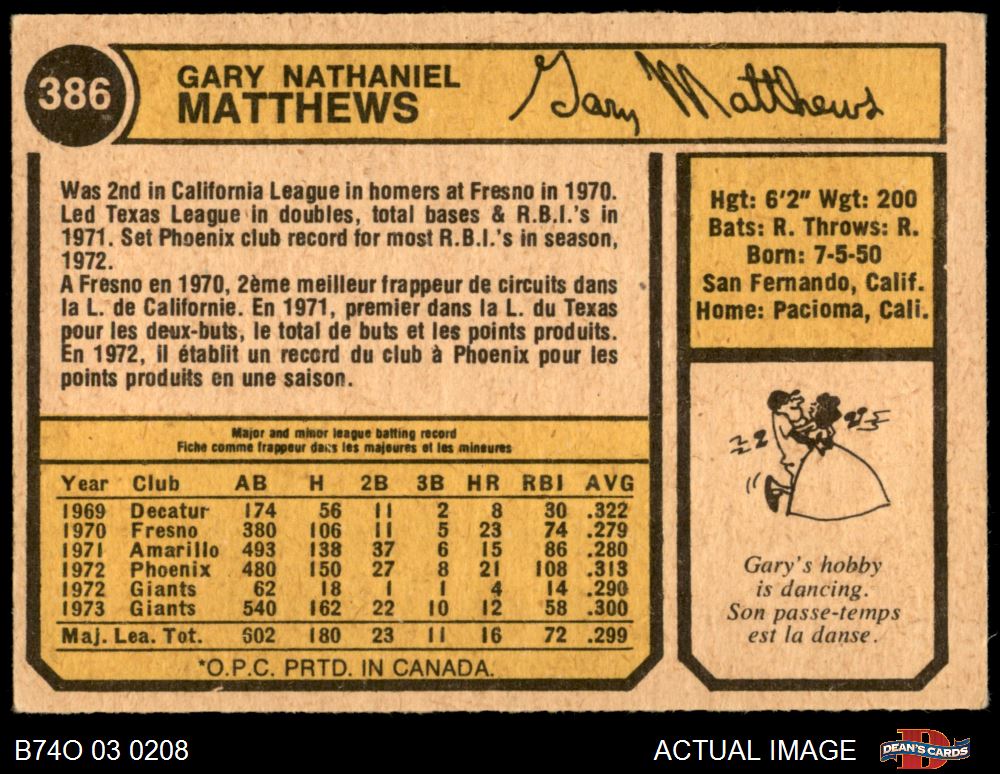 386
GARY NATHANIEL
MATTHEWS
Gary Matthews
Was 2nd in California League in homers at Fresno in 1970.
Led Texas League in doubles, total bases & R.B.I.'s in
1971. Set Phoenix club record for most R.B.I.'s in season,
1972.
A Fresno en 1970, 2ème meilleur frappeur de circuits dans
la L. de Californie. En 1971, premier dans la L. du Texas
pour les deux-buts, le total de buts et les points produits.
En 1972, il établit un record du club à Phoenix pour les
points produits en une saison.
Hgt: 6'2" Wgt: 200
Bats: R. Throws: R.
Born: 7-5-50
San Fernando, Calif.
Home: Pacioma, Cali.
Major and minor league batting record
Fiche comme frappeur dans les majeures et les mineures
Year Club AB H 2B 3B HR RBI AVG
1969 Decatur 174 56 11 2 8 30 .322
1970 Fresno 380 106 11 5 23 74 .279
1971 Amarillo 493 138 37 6 15 86 .280
1972 Phoenix 480 150 27 8 21 108 .313
1972 Giants 62 18 1 1 4 14 .290
1973 Giants 540 162 22 10 12 58 .300
Maj. Lea. Tot. 602 180 23 11 16 72 .299
*O.P.C. PRTD. IN CANADA.
Gary's hobby
is dancing.
Son passe-temps
est la danse.
B74O 03 0208
ACTUAL IMAGE
DEAN'S CARDS